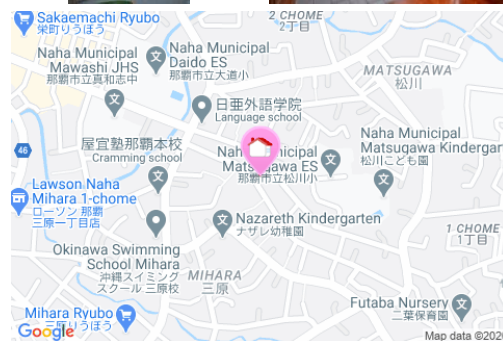 Sakaemachi Ryubo
栄町りうぼう
2 CHOME
2丁目
Naha Municipal
Mawashi JHS
那覇市立真和志中
Naha Municipal
Daido ES
那覇市立大道小
MATSUGAWA
松川
日亜外語学院
Language school
屋宜塾那覇本校
Cramming school
46
Municipal
ES
那覇市立松川小
Naha Municipal
Matsugawa Kindergarten
松川こども園
Lawson Naha
Mihara 1-chome
ローソン 那覇
三原一丁目店
Nazareth Kindergarten
ナザレ幼稚園
1 CHOME
1丁目
Okinawa Swimming
School Mihara
沖縄スイミング
スクール 三原校
MIHARA
三原
Mihara Ryubo
Futaba Nursery
二葉保育園
Google
Map data ©202